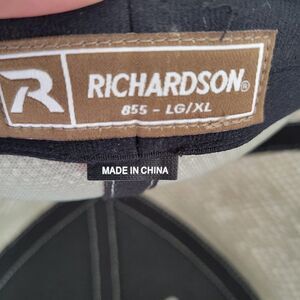 R
RICHARDSON®
855 - LG/XL
MADE IN CHINA